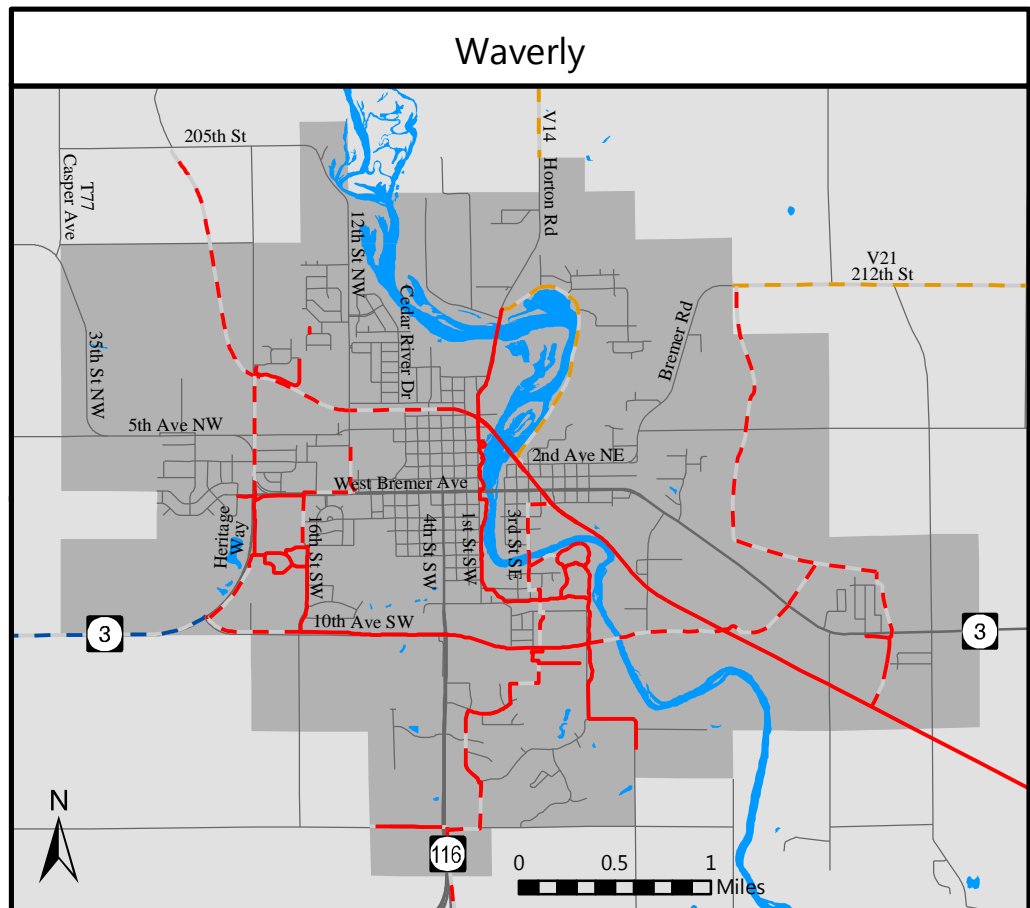 Waverly
205th St
T77
Casper Ave
V14
Horton Rd
12th St NW
Cedar River Dr
V21
212th St
35th St NW
Bremer Rd
5th Ave NW
2nd Ave NE
West Bremer Ave
Heritage
Way
16th St SW
4th St SW
1st St SW
3rd St SE
10th Ave SW
3
3
N
116
0 0.5 1
Miles